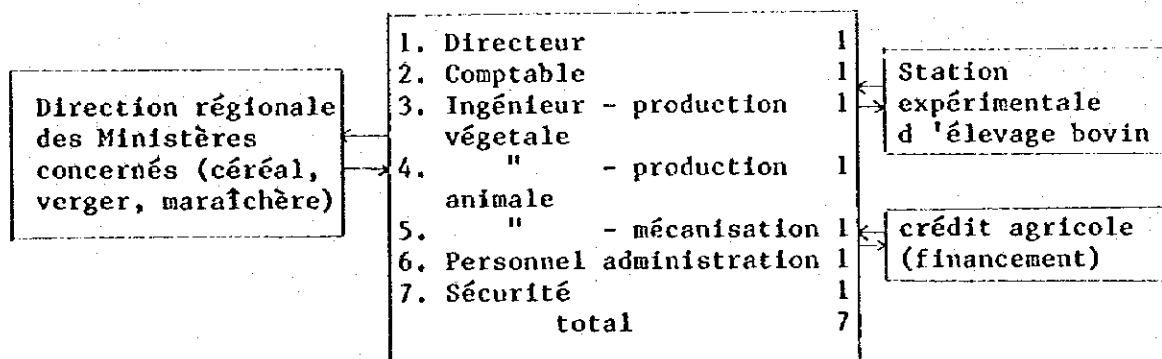 Direction régionale
des Ministères
concernés (céréal,
verger, maraîchère)
1. Directeur 1
2. Comptable 1
3. Ingénieur - production 1
végetale
4. " - production 1
animale
5. " - mécanisation 1
6. Personnel administration 1
7. Sécurité 1
total 7
Station
expérimentale
d 'élevage bovin
crédit agricole
(financement)